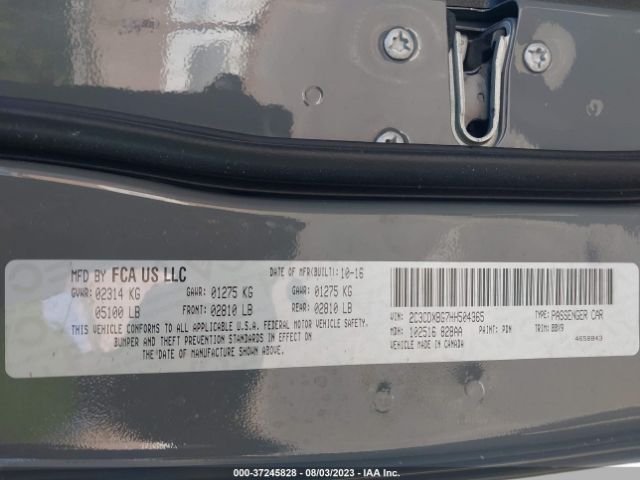 MFD BY FCA US LLC
DATE OF MFR(BUILT): 10-16
GVWR: 02314 KG GAWR: 01275 KG GAWR: 01275 KG
05100 LB FRONT: 02810 LB REAR: 02810 LB
THIS VEHICLE CONFORMS TO ALL APPLICABLE U.S.A. FEDERAL MOTOR VEHICLE SAFETY,
BUMPER AND THEFT PREVENTION STANDARDS IN EFFECT ON
THE DATE OF MANUFACTURE SHOWN ABOVE.
VIN: 2C3CDXBG7HH504365 TYPE: PASSENGER CAR
MDH: 102516 828AA PAINT: PDN TRIM: BBX9
VEHICLE MADE IN CANADA 4658843
000-37245828 - 08/03/2023 - IAA Inc.